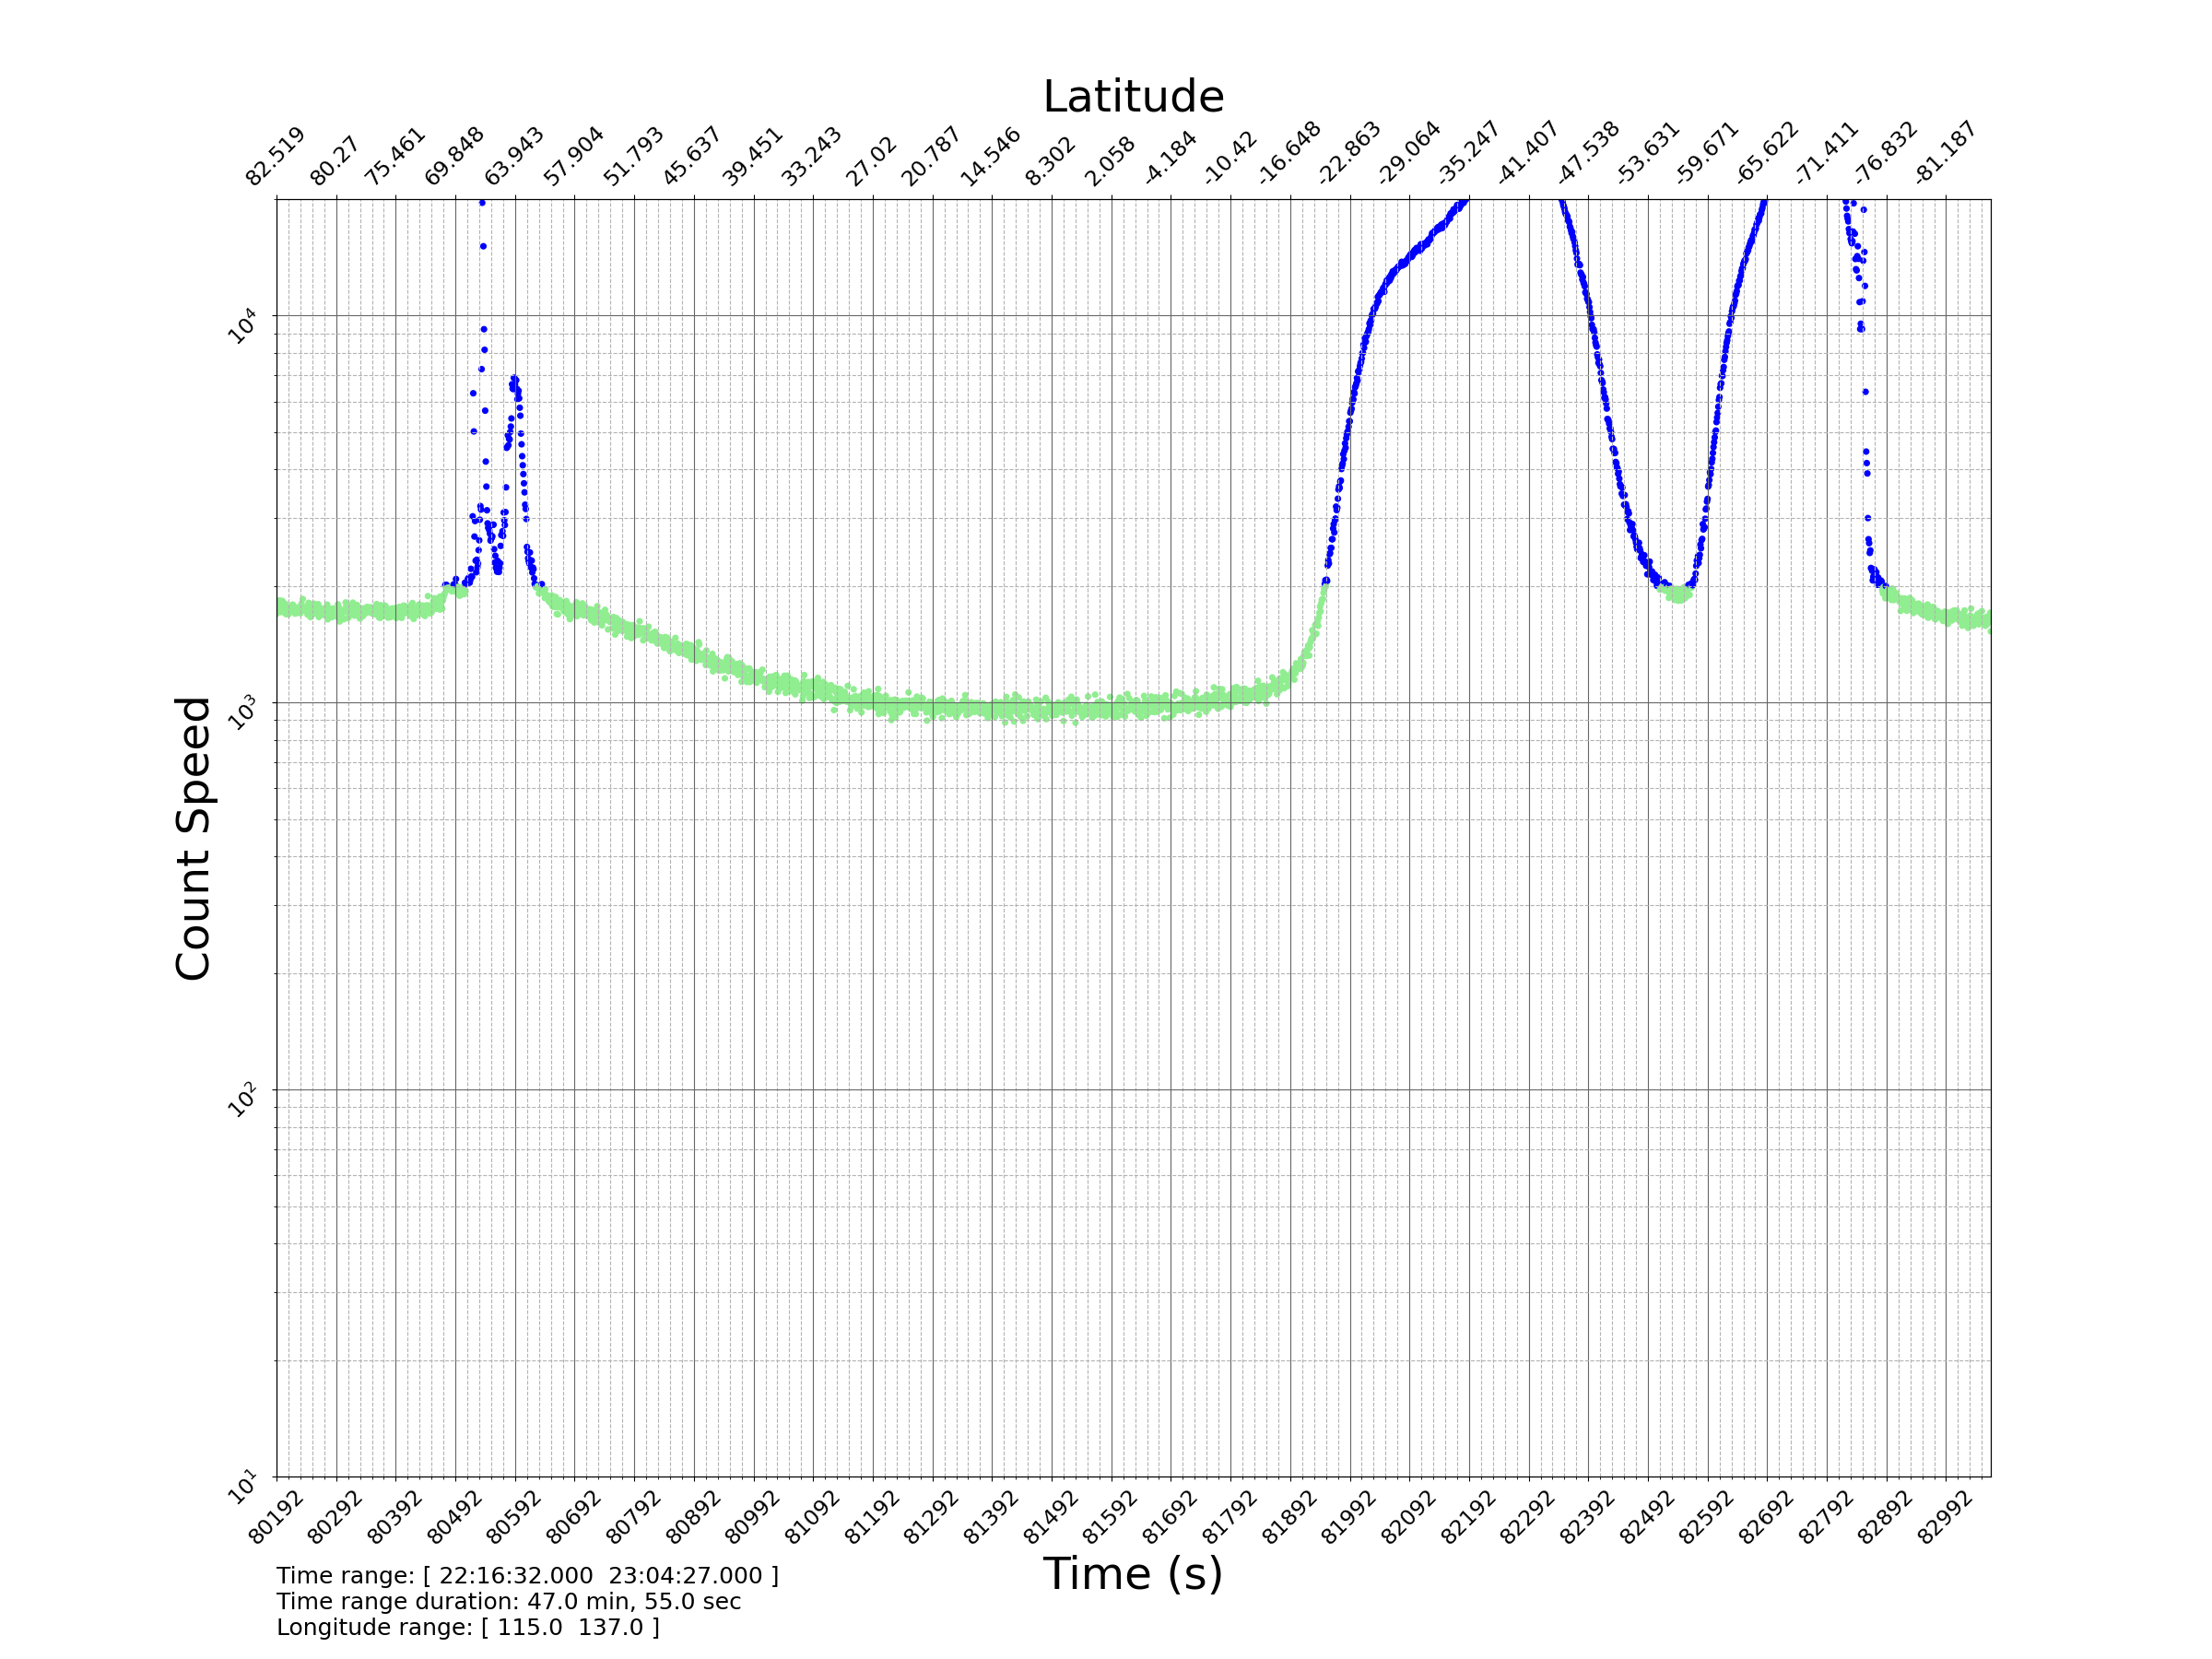 Latitude
82.519 80.27 75.461 69.848 63.943 57.904 51.793 45.637 39.451 33.243 27.02 20.787 14.546 8.302 2.058 -4.184 -10.42 -16.648 -22.863 -29.064 -35.247 -41.407 -47.538 -53.631 -59.671 -65.622 -71.411 -76.832 -81.187
10⁴
10³
Count Speed
10²
10¹
80192 80292 80392 80492 80592 80692 80792 80892 80992 81092 81192 81292 81392 81492 81592 81692 81792 81892 81992 82092 82192 82292 82392 82492 82592 82692 82792 82892 82992
Time (s)
Time range: [ 22:16:32.000  23:04:27.000 ]
Time range duration: 47.0 min, 55.0 sec
Longitude range: [ 115.0  137.0 ]